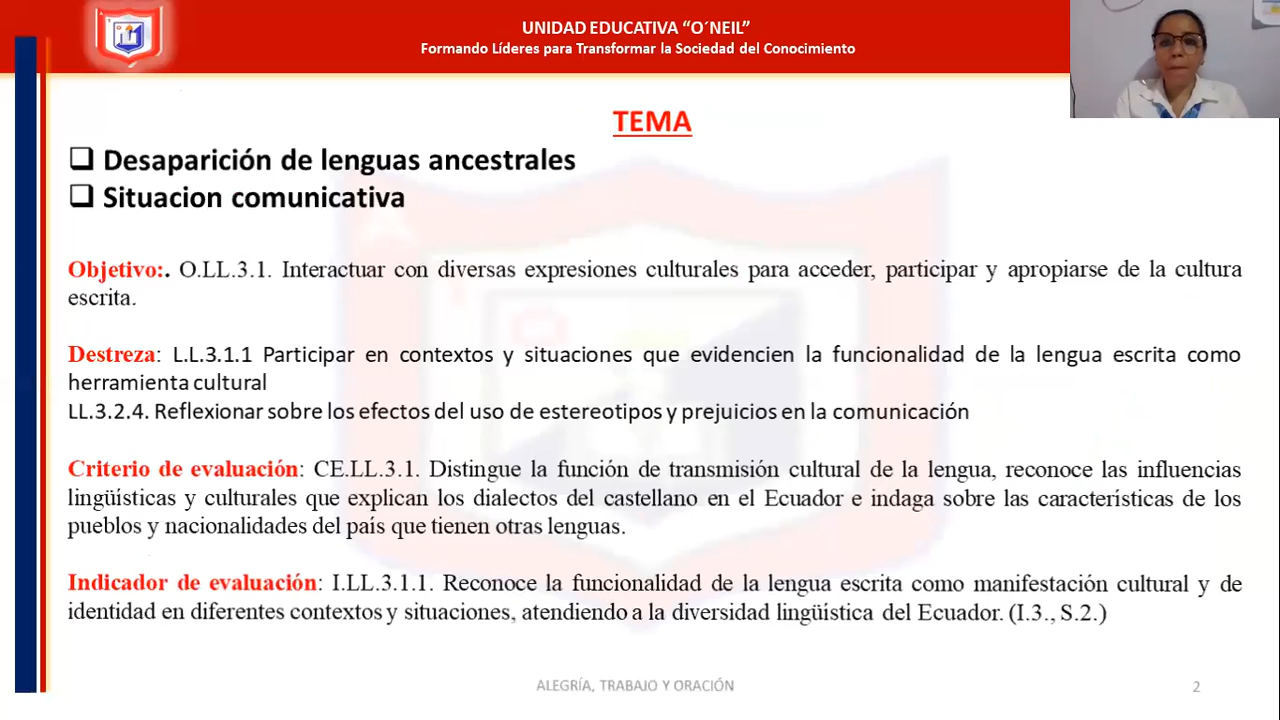 UNIDAD EDUCATIVA “O´NEIL”
Formando Líderes para Transformar la Sociedad del Conocimiento
TEMA
❑ Desaparición de lenguas ancestrales
❑ Situacion comunicativa
Objetivo:. O.LL.3.1. Interactuar con diversas expresiones culturales para acceder, participar y apropiarse de la cultura
escrita.
Destreza: L.L.3.1.1 Participar en contextos y situaciones que evidencien la funcionalidad de la lengua escrita como
herramienta cultural
LL.3.2.4. Reflexionar sobre los efectos del uso de estereotipos y prejuicios en la comunicación
Criterio de evaluación: CE.LL.3.1. Distingue la función de transmisión cultural de la lengua, reconoce las influencias
lingüísticas y culturales que explican los dialectos del castellano en el Ecuador e indaga sobre las características de los
pueblos y nacionalidades del país que tienen otras lenguas.
Indicador de evaluación: I.LL.3.1.1. Reconoce la funcionalidad de la lengua escrita como manifestación cultural y de
identidad en diferentes contextos y situaciones, atendiendo a la diversidad lingüística del Ecuador. (I.3., S.2.)
ALEGRÍA, TRABAJO Y ORACIÓN
2